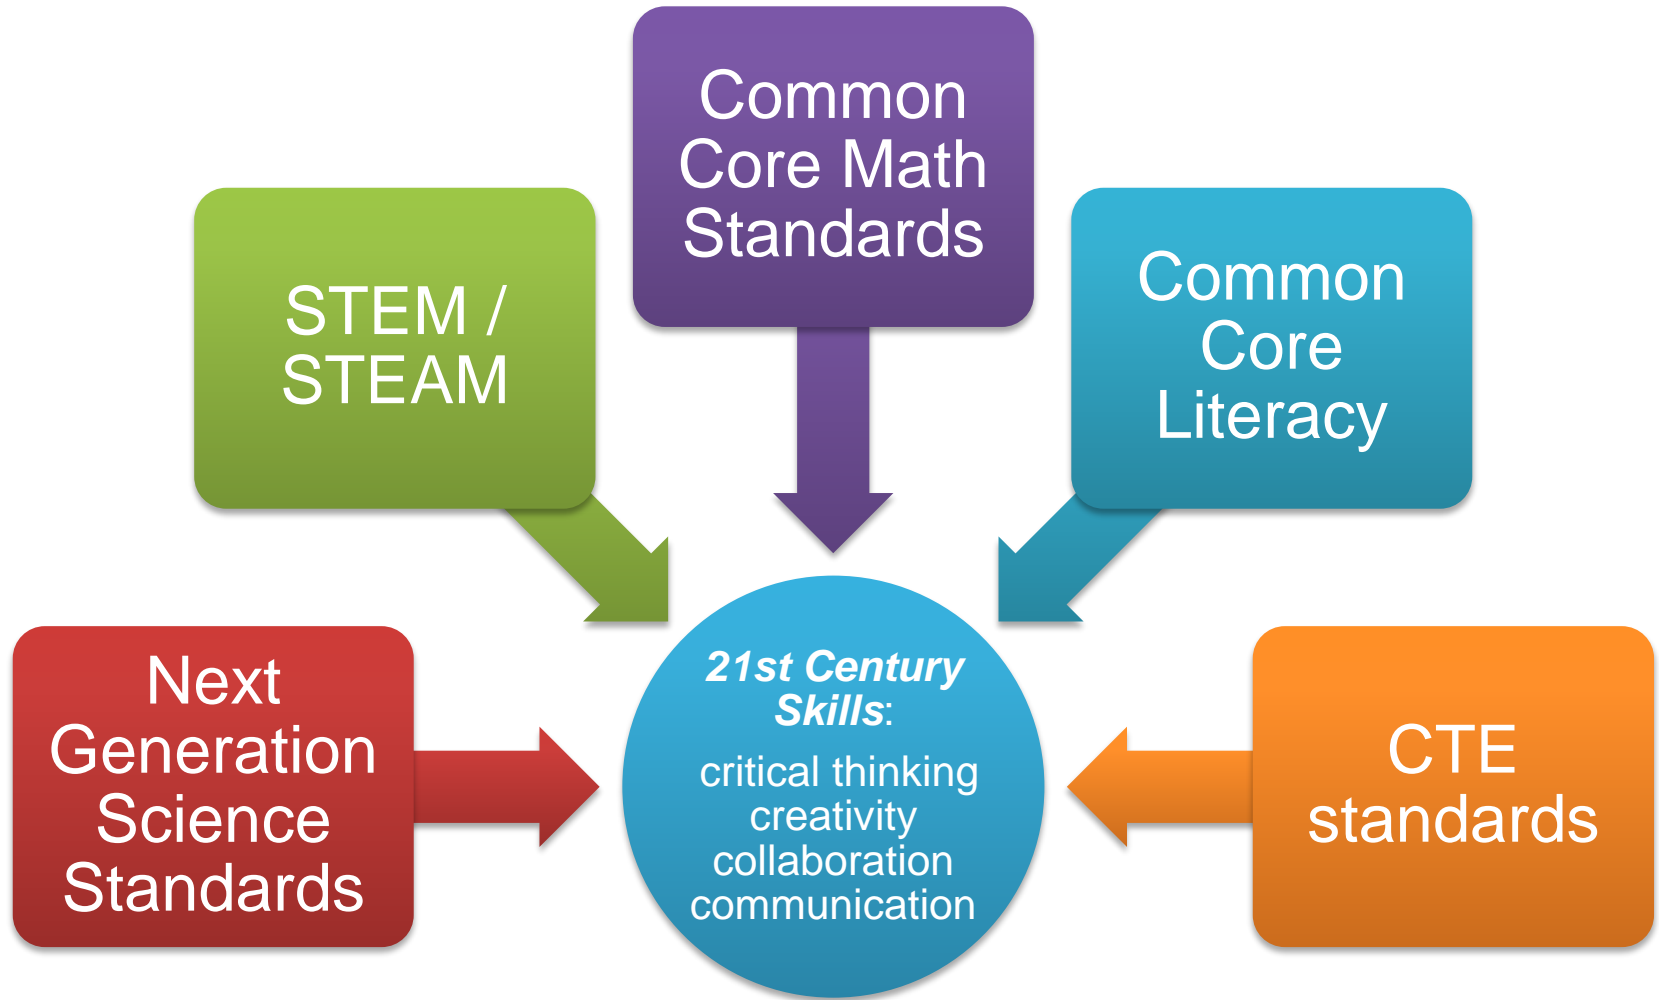 Common
Core Math
Standards
STEM /
STEAM
Common
Core
Literacy
Next
Generation
Science
Standards
21st Century
Skills:
critical thinking
creativity
collaboration
communication
CTE
standards